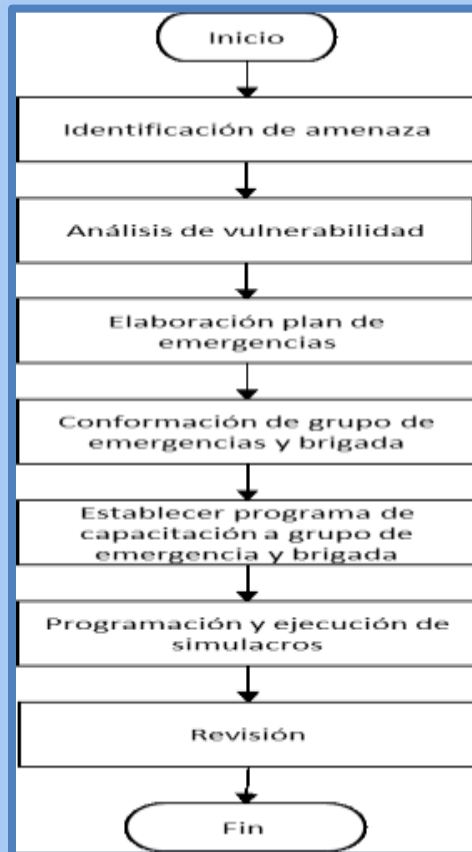 Inicio
Identificación de amenaza
Análisis de vulnerabilidad
Elaboración plan de
emergencias
Conformación de grupo de
emergencias y brigada
Establecer programa de
capacitación a grupo de
emergencia y brigada
Programación y ejecución de
simulacros
Revisión
Fin